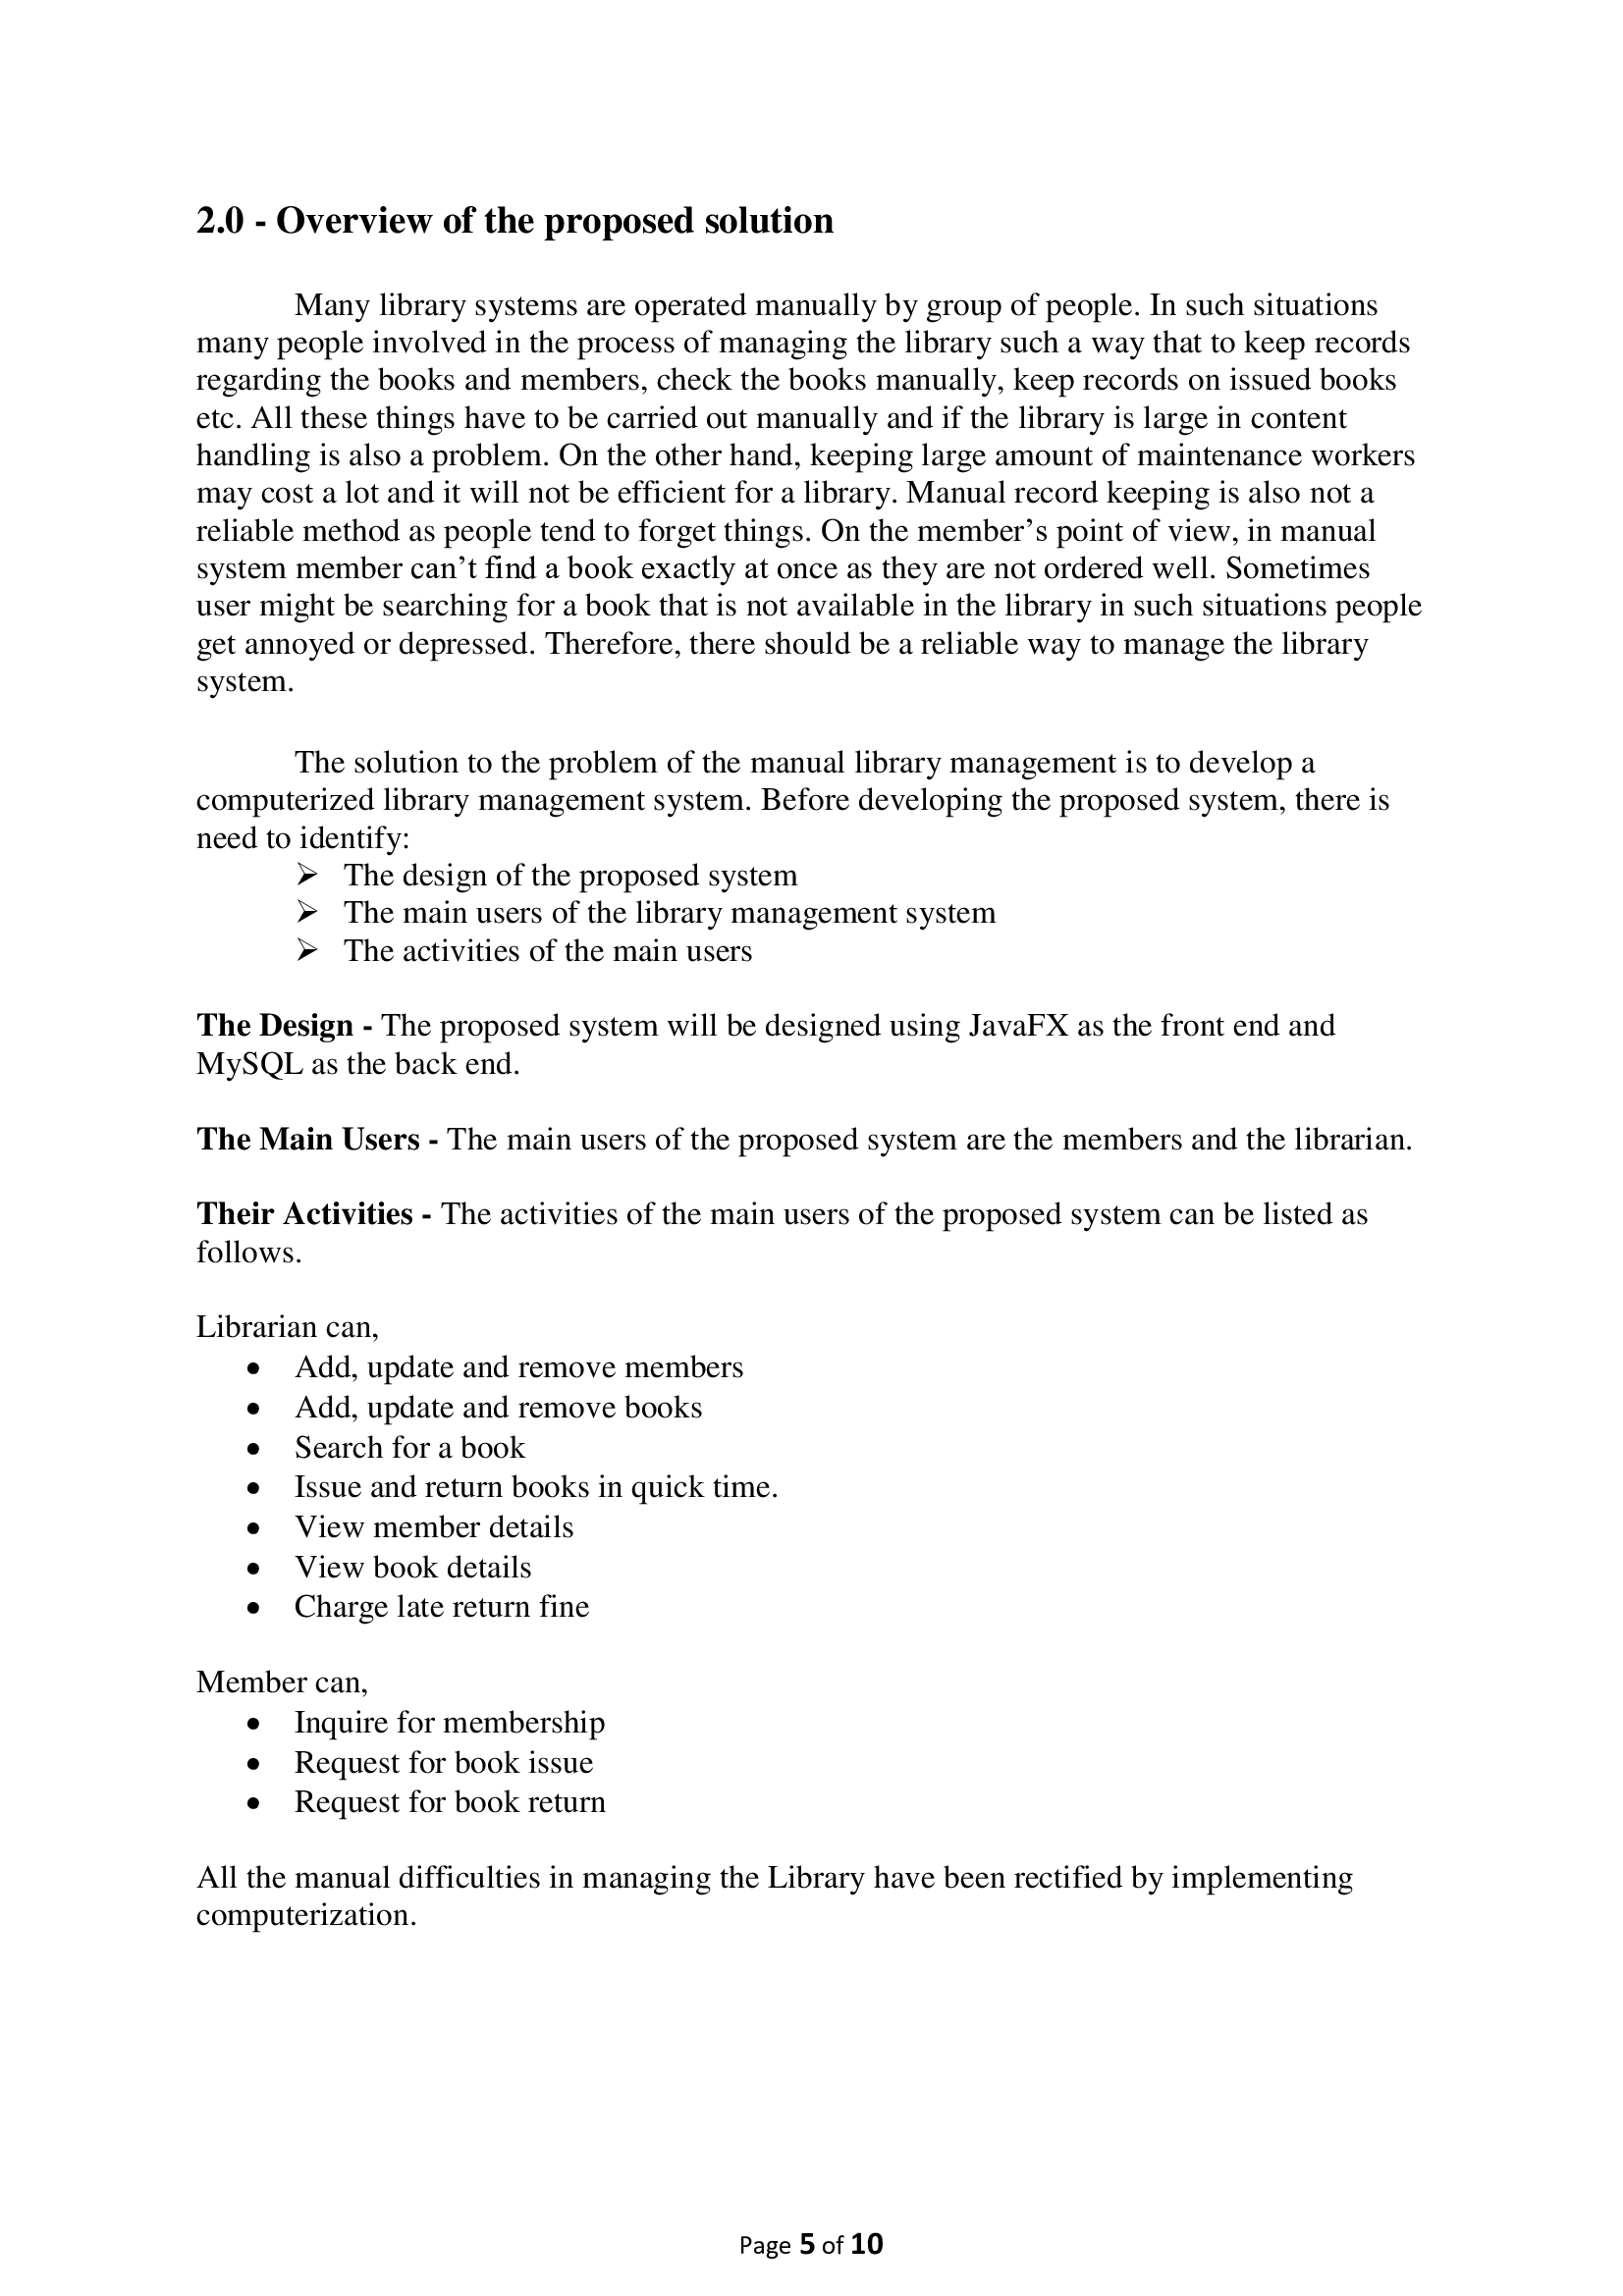 2.0 - Overview of the proposed solution
Many library systems are operated manually by group of people. In such situations
many people involved in the process of managing the library such a way that to keep records
regarding the books and members, check the books manually, keep records on issued books
etc. All these things have to be carried out manually and if the library is large in content
handling is also a problem. On the other hand, keeping large amount of maintenance workers
may cost a lot and it will not be efficient for a library. Manual record keeping is also not a
reliable method as people tend to forget things. On the member’s point of view, in manual
system member can’t find a book exactly at once as they are not ordered well. Sometimes
user might be searching for a book that is not available in the library in such situations people
get annoyed or depressed. Therefore, there should be a reliable way to manage the library
system.
The solution to the problem of the manual library management is to develop a
computerized library management system. Before developing the proposed system, there is
need to identify:
➢ The design of the proposed system
➢ The main users of the library management system
➢ The activities of the main users
The Design - The proposed system will be designed using JavaFX as the front end and
MySQL as the back end.
The Main Users - The main users of the proposed system are the members and the librarian.
Their Activities - The activities of the main users of the proposed system can be listed as
follows.
Librarian can,
• Add, update and remove members
• Add, update and remove books
• Search for a book
• Issue and return books in quick time.
• View member details
• View book details
• Charge late return fine
Member can,
• Inquire for membership
• Request for book issue
• Request for book return
All the manual difficulties in managing the Library have been rectified by implementing
computerization.
Page 5 of 10